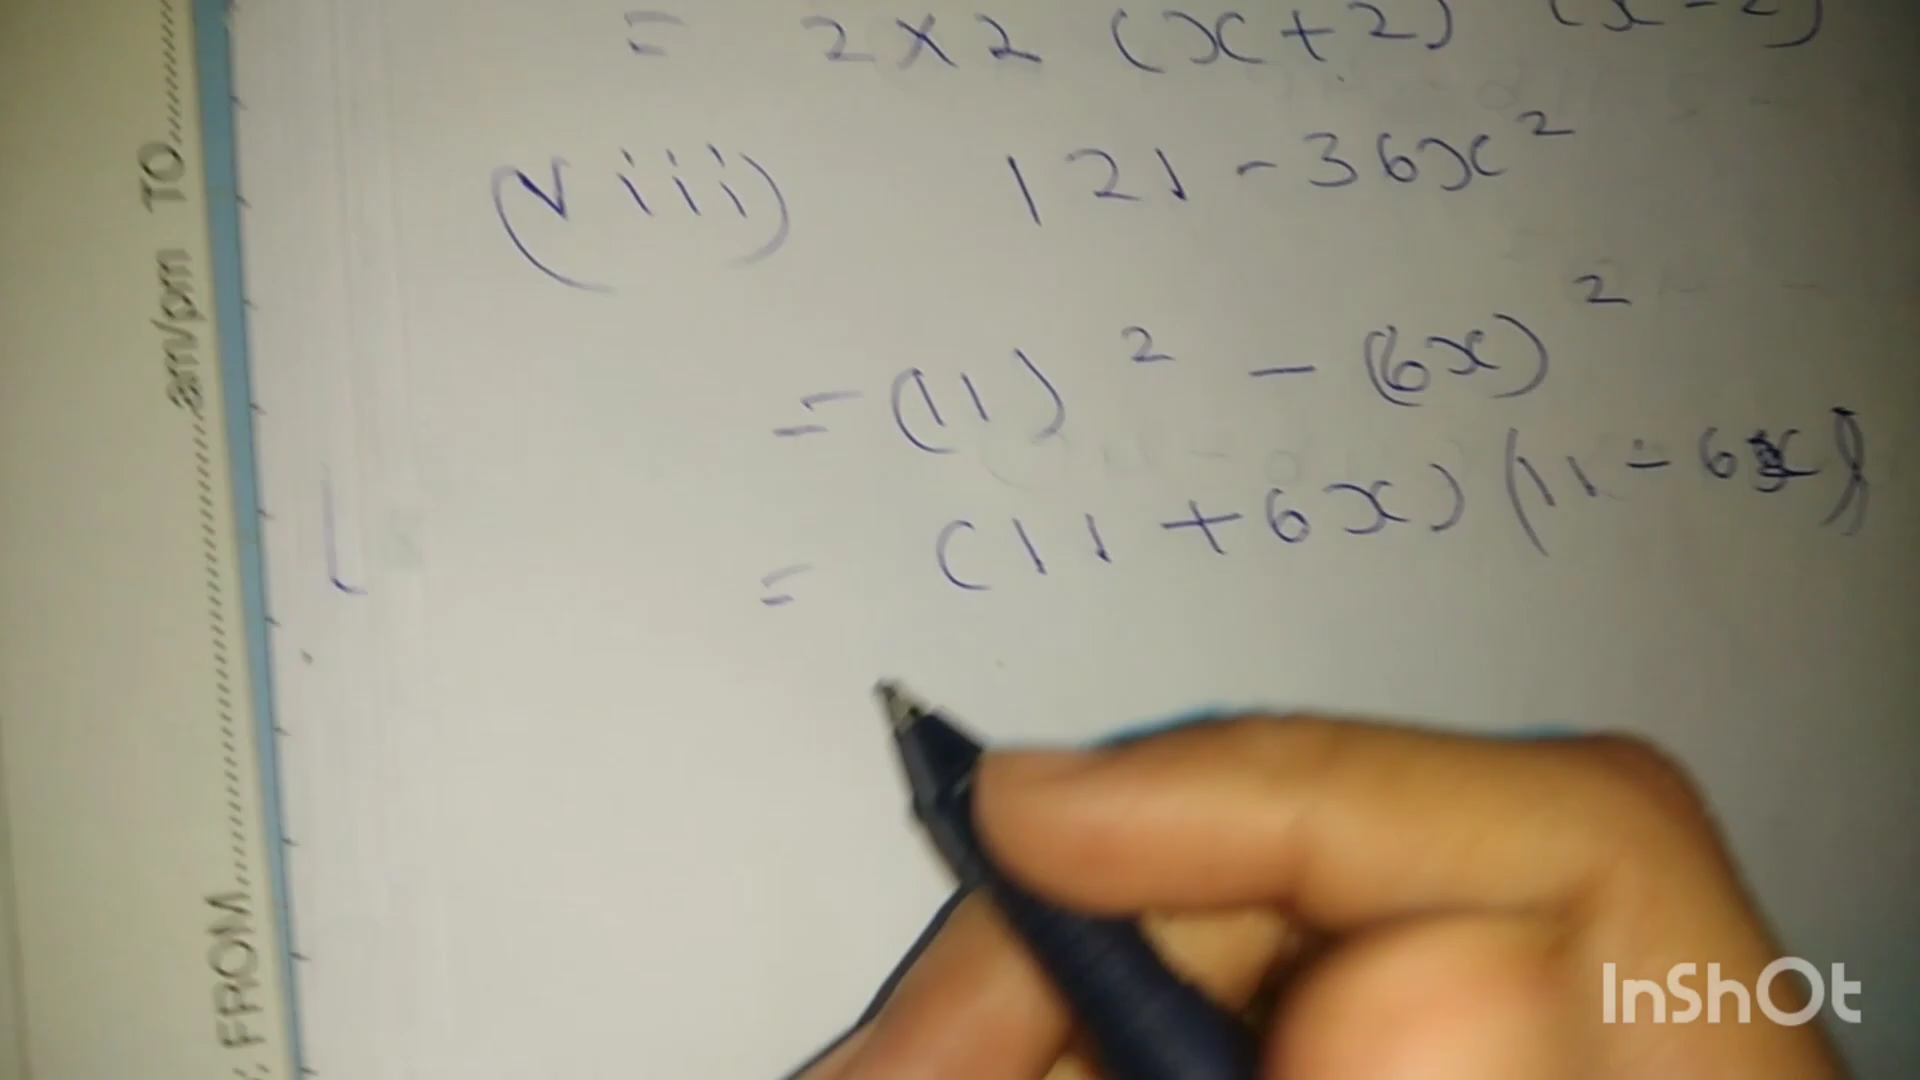 = 2×2 (x+2) (x-2)
(viii) 121 - 36x²
= (11)² - (6x)²
= (11 + 6x) (11 - 6x)
am/pm TO
FROM
InShOt